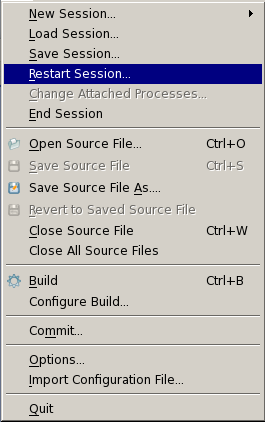 New Session...
Load Session...
Save Session...
Restart Session...
Change Attached Processes...
End Session
Open Source File... Ctrl+O
Save Source File Ctrl+S
Save Source File As....
Revert to Saved Source File
Close Source File Ctrl+W
Close All Source Files
Build Ctrl+B
Configure Build...
Commit...
Options...
Import Configuration File...
Quit